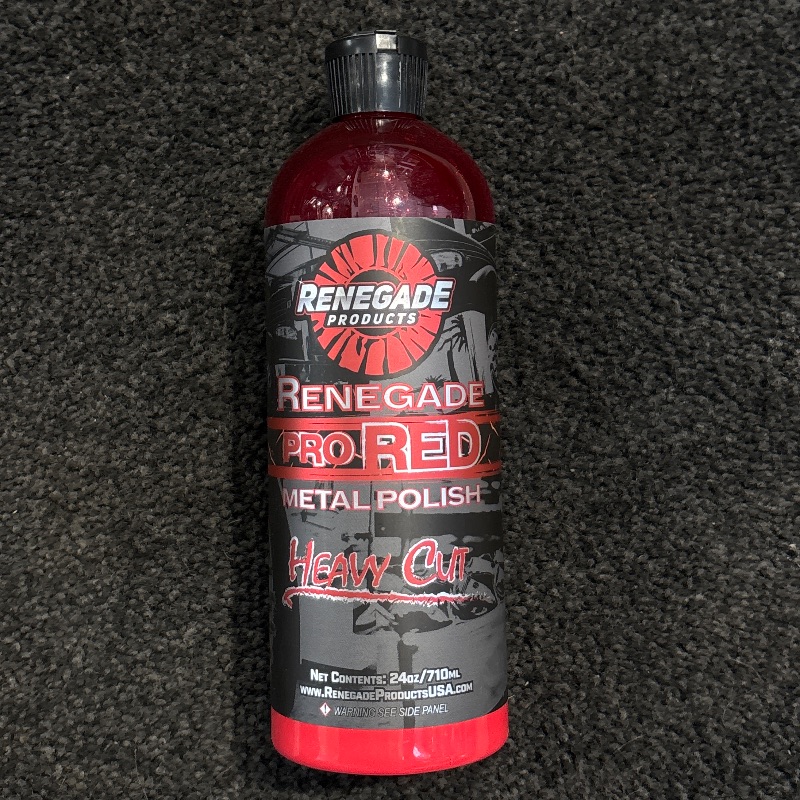 RENEGADE
PRODUCTS
RENEGADE
PRO RED
METAL POLISH
HEAVY CUT
NET CONTENTS: 24OZ/710ML
WWW.RENEGADEPRODUCTSUSA.COM
WARNING SEE SIDE PANEL